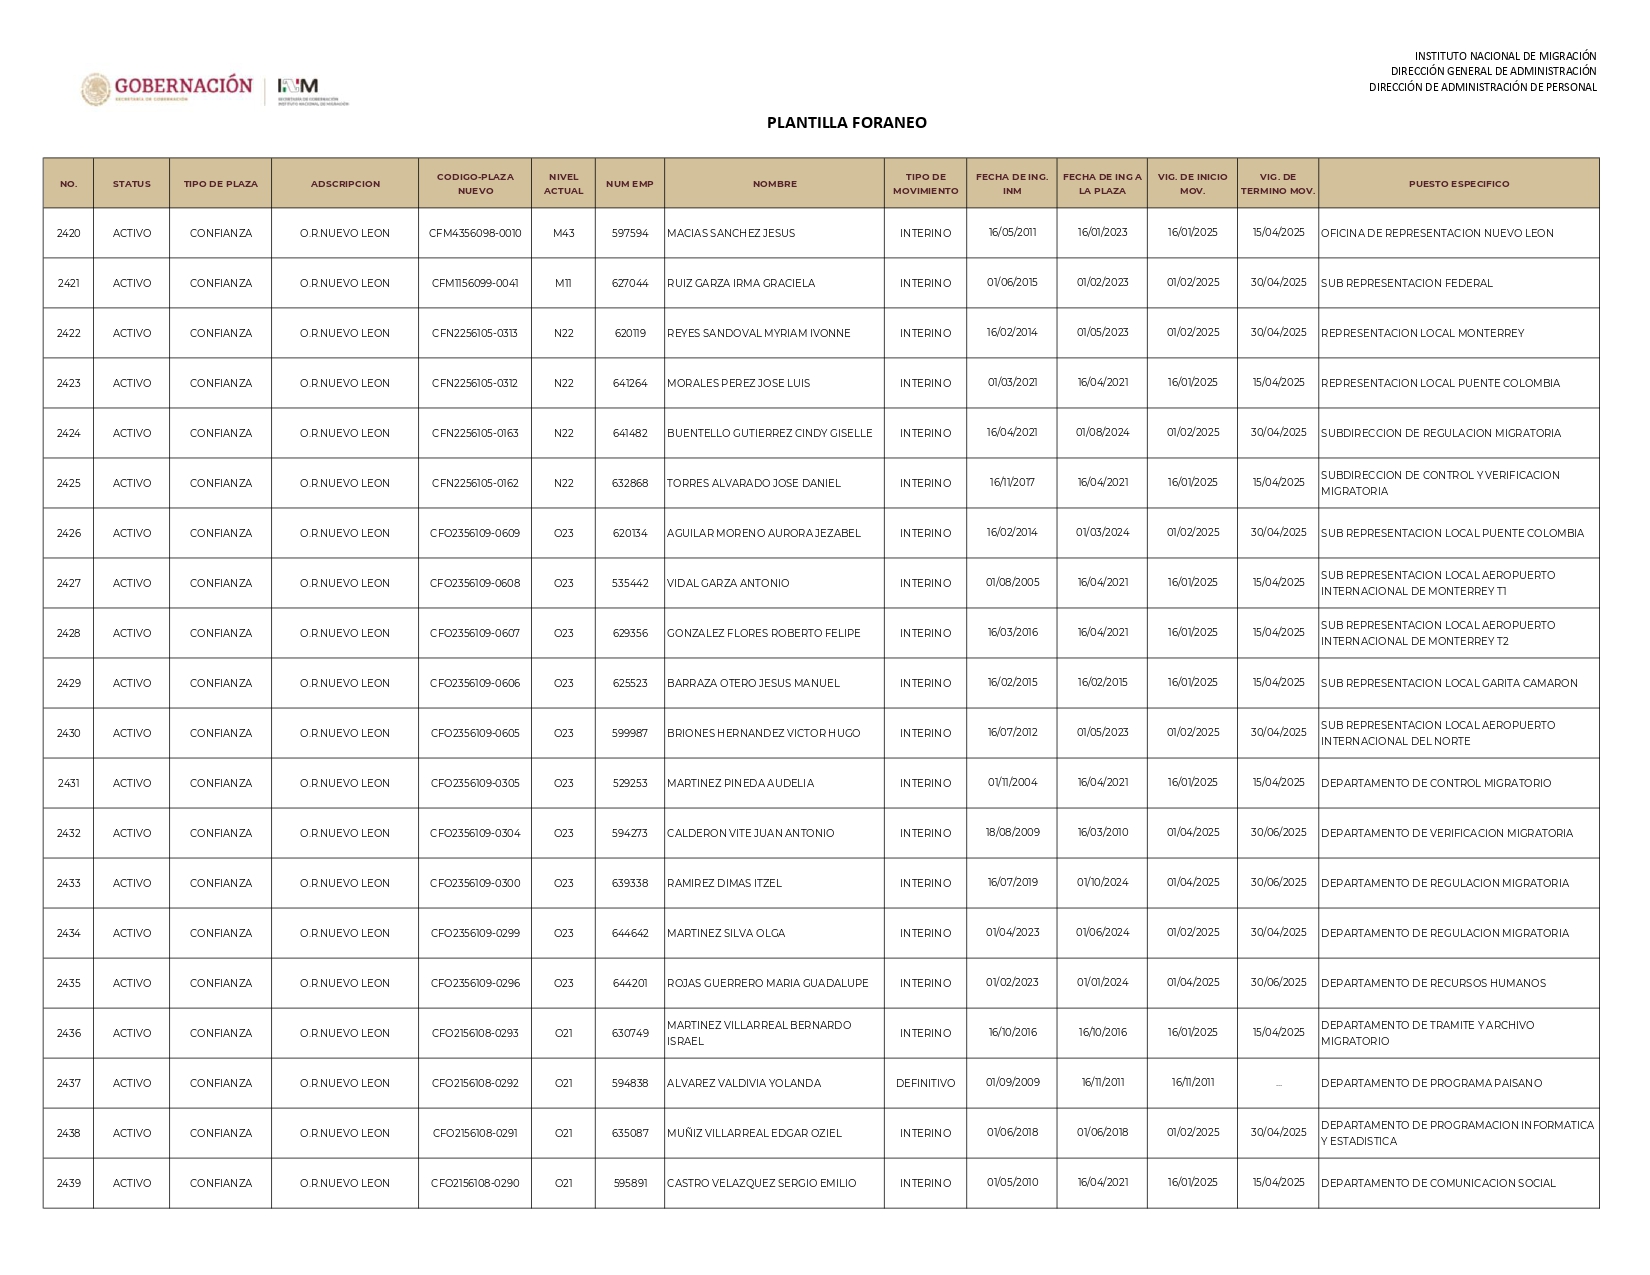 INSTITUTO NACIONAL DE MIGRACIÓN
DIRECCIÓN GENERAL DE ADMINISTRACIÓN
DIRECCIÓN DE ADMINISTRACIÓN DE PERSONAL
GOBERNACIÓN
SECRETARÍA DE GOBERNACIÓN
INM
SECRETARÍA DE GOBERNACIÓN
INSTITUTO NACIONAL DE MIGRACIÓN
PLANTILLA FORANEO
NO. STATUS TIPO DE PLAZA ADSCRIPCION CODIGO-PLAZA NUEVO NIVEL ACTUAL NUM EMP NOMBRE TIPO DE MOVIMIENTO FECHA DE ING. INM FECHA DE ING A LA PLAZA VIG. DE INICIO MOV. VIG. DE TERMINO MOV. PUESTO ESPECIFICO
2420 ACTIVO CONFIANZA O.R.NUEVO LEON CFM4356098-0010 M43 597594 MACIAS SANCHEZ JESUS INTERINO 16/05/2011 16/01/2023 16/01/2025 15/04/2025 OFICINA DE REPRESENTACION NUEVO LEON
2421 ACTIVO CONFIANZA O.R.NUEVO LEON CFM1156099-0041 M11 627044 RUIZ GARZA IRMA GRACIELA INTERINO 01/06/2015 01/02/2023 01/02/2025 30/04/2025 SUB REPRESENTACION FEDERAL
2422 ACTIVO CONFIANZA O.R.NUEVO LEON CFN2256105-0313 N22 620119 REYES SANDOVAL MYRIAM IVONNE INTERINO 16/02/2014 01/05/2023 01/02/2025 30/04/2025 REPRESENTACION LOCAL MONTERREY
2423 ACTIVO CONFIANZA O.R.NUEVO LEON CFN2256105-0312 N22 641264 MORALES PEREZ JOSE LUIS INTERINO 01/03/2021 16/04/2021 16/01/2025 15/04/2025 REPRESENTACION LOCAL PUENTE COLOMBIA
2424 ACTIVO CONFIANZA O.R.NUEVO LEON CFN2256105-0163 N22 641482 BUENTELLO GUTIERREZ CINDY GISELLE INTERINO 16/04/2021 01/08/2024 01/02/2025 30/04/2025 SUBDIRECCION DE REGULACION MIGRATORIA
2425 ACTIVO CONFIANZA O.R.NUEVO LEON CFN2256105-0162 N22 632868 TORRES ALVARADO JOSE DANIEL INTERINO 16/11/2017 16/04/2021 16/01/2025 15/04/2025 SUBDIRECCION DE CONTROL Y VERIFICACION
MIGRATORIA
2426 ACTIVO CONFIANZA O.R.NUEVO LEON CFO2356109-0609 O23 620134 AGUILAR MORENO AURORA JEZABEL INTERINO 16/02/2014 01/03/2024 01/02/2025 30/04/2025 SUB REPRESENTACION LOCAL PUENTE COLOMBIA
2427 ACTIVO CONFIANZA O.R.NUEVO LEON CFO2356109-0608 O23 535442 VIDAL GARZA ANTONIO INTERINO 01/08/2005 16/04/2021 16/01/2025 15/04/2025 SUB REPRESENTACION LOCAL AEROPUERTO
INTERNACIONAL DE MONTERREY T1
2428 ACTIVO CONFIANZA O.R.NUEVO LEON CFO2356109-0607 O23 629356 GONZALEZ FLORES ROBERTO FELIPE INTERINO 16/03/2016 16/04/2021 16/01/2025 15/04/2025 SUB REPRESENTACION LOCAL AEROPUERTO
INTERNACIONAL DE MONTERREY T2
2429 ACTIVO CONFIANZA O.R.NUEVO LEON CFO2356109-0606 O23 625523 BARRAZA OTERO JESUS MANUEL INTERINO 16/02/2015 16/02/2015 16/01/2025 15/04/2025 SUB REPRESENTACION LOCAL GARITA CAMARON
2430 ACTIVO CONFIANZA O.R.NUEVO LEON CFO2356109-0605 O23 599987 BRIONES HERNANDEZ VICTOR HUGO INTERINO 16/07/2012 01/05/2023 01/02/2025 30/04/2025 SUB REPRESENTACION LOCAL AEROPUERTO
INTERNACIONAL DEL NORTE
2431 ACTIVO CONFIANZA O.R.NUEVO LEON CFO2356109-0305 O23 529253 MARTINEZ PINEDA AUDELIA INTERINO 01/11/2004 16/04/2021 16/01/2025 15/04/2025 DEPARTAMENTO DE CONTROL MIGRATORIO
2432 ACTIVO CONFIANZA O.R.NUEVO LEON CFO2356109-0304 O23 594273 CALDERON VITE JUAN ANTONIO INTERINO 18/08/2009 16/03/2010 01/04/2025 30/06/2025 DEPARTAMENTO DE VERIFICACION MIGRATORIA
2433 ACTIVO CONFIANZA O.R.NUEVO LEON CFO2356109-0300 O23 639338 RAMIREZ DIMAS ITZEL INTERINO 16/07/2019 01/10/2024 01/04/2025 30/06/2025 DEPARTAMENTO DE REGULACION MIGRATORIA
2434 ACTIVO CONFIANZA O.R.NUEVO LEON CFO2356109-0299 O23 644642 MARTINEZ SILVA OLGA INTERINO 01/04/2023 01/06/2024 01/02/2025 30/04/2025 DEPARTAMENTO DE REGULACION MIGRATORIA
2435 ACTIVO CONFIANZA O.R.NUEVO LEON CFO2356109-0296 O23 644201 ROJAS GUERRERO MARIA GUADALUPE INTERINO 01/02/2023 01/01/2024 01/04/2025 30/06/2025 DEPARTAMENTO DE RECURSOS HUMANOS
2436 ACTIVO CONFIANZA O.R.NUEVO LEON CFO2156108-0293 O21 630749 MARTINEZ VILLARREAL BERNARDO ISRAEL INTERINO 16/10/2016 16/10/2016 16/01/2025 15/04/2025 DEPARTAMENTO DE TRAMITE Y ARCHIVO
MIGRATORIO
2437 ACTIVO CONFIANZA O.R.NUEVO LEON CFO2156108-0292 O21 594838 ALVAREZ VALDIVIA YOLANDA DEFINITIVO 01/09/2009 16/11/2011 16/11/2011 ... DEPARTAMENTO DE PROGRAMA PAISANO
2438 ACTIVO CONFIANZA O.R.NUEVO LEON CFO2156108-0291 O21 635087 MUÑIZ VILLARREAL EDGAR OZIEL INTERINO 01/06/2018 01/06/2018 01/02/2025 30/04/2025 DEPARTAMENTO DE PROGRAMACION INFORMATICA
Y ESTADISTICA
2439 ACTIVO CONFIANZA O.R.NUEVO LEON CFO2156108-0290 O21 595891 CASTRO VELAZQUEZ SERGIO EMILIO INTERINO 01/05/2010 16/04/2021 16/01/2025 15/04/2025 DEPARTAMENTO DE COMUNICACION SOCIAL